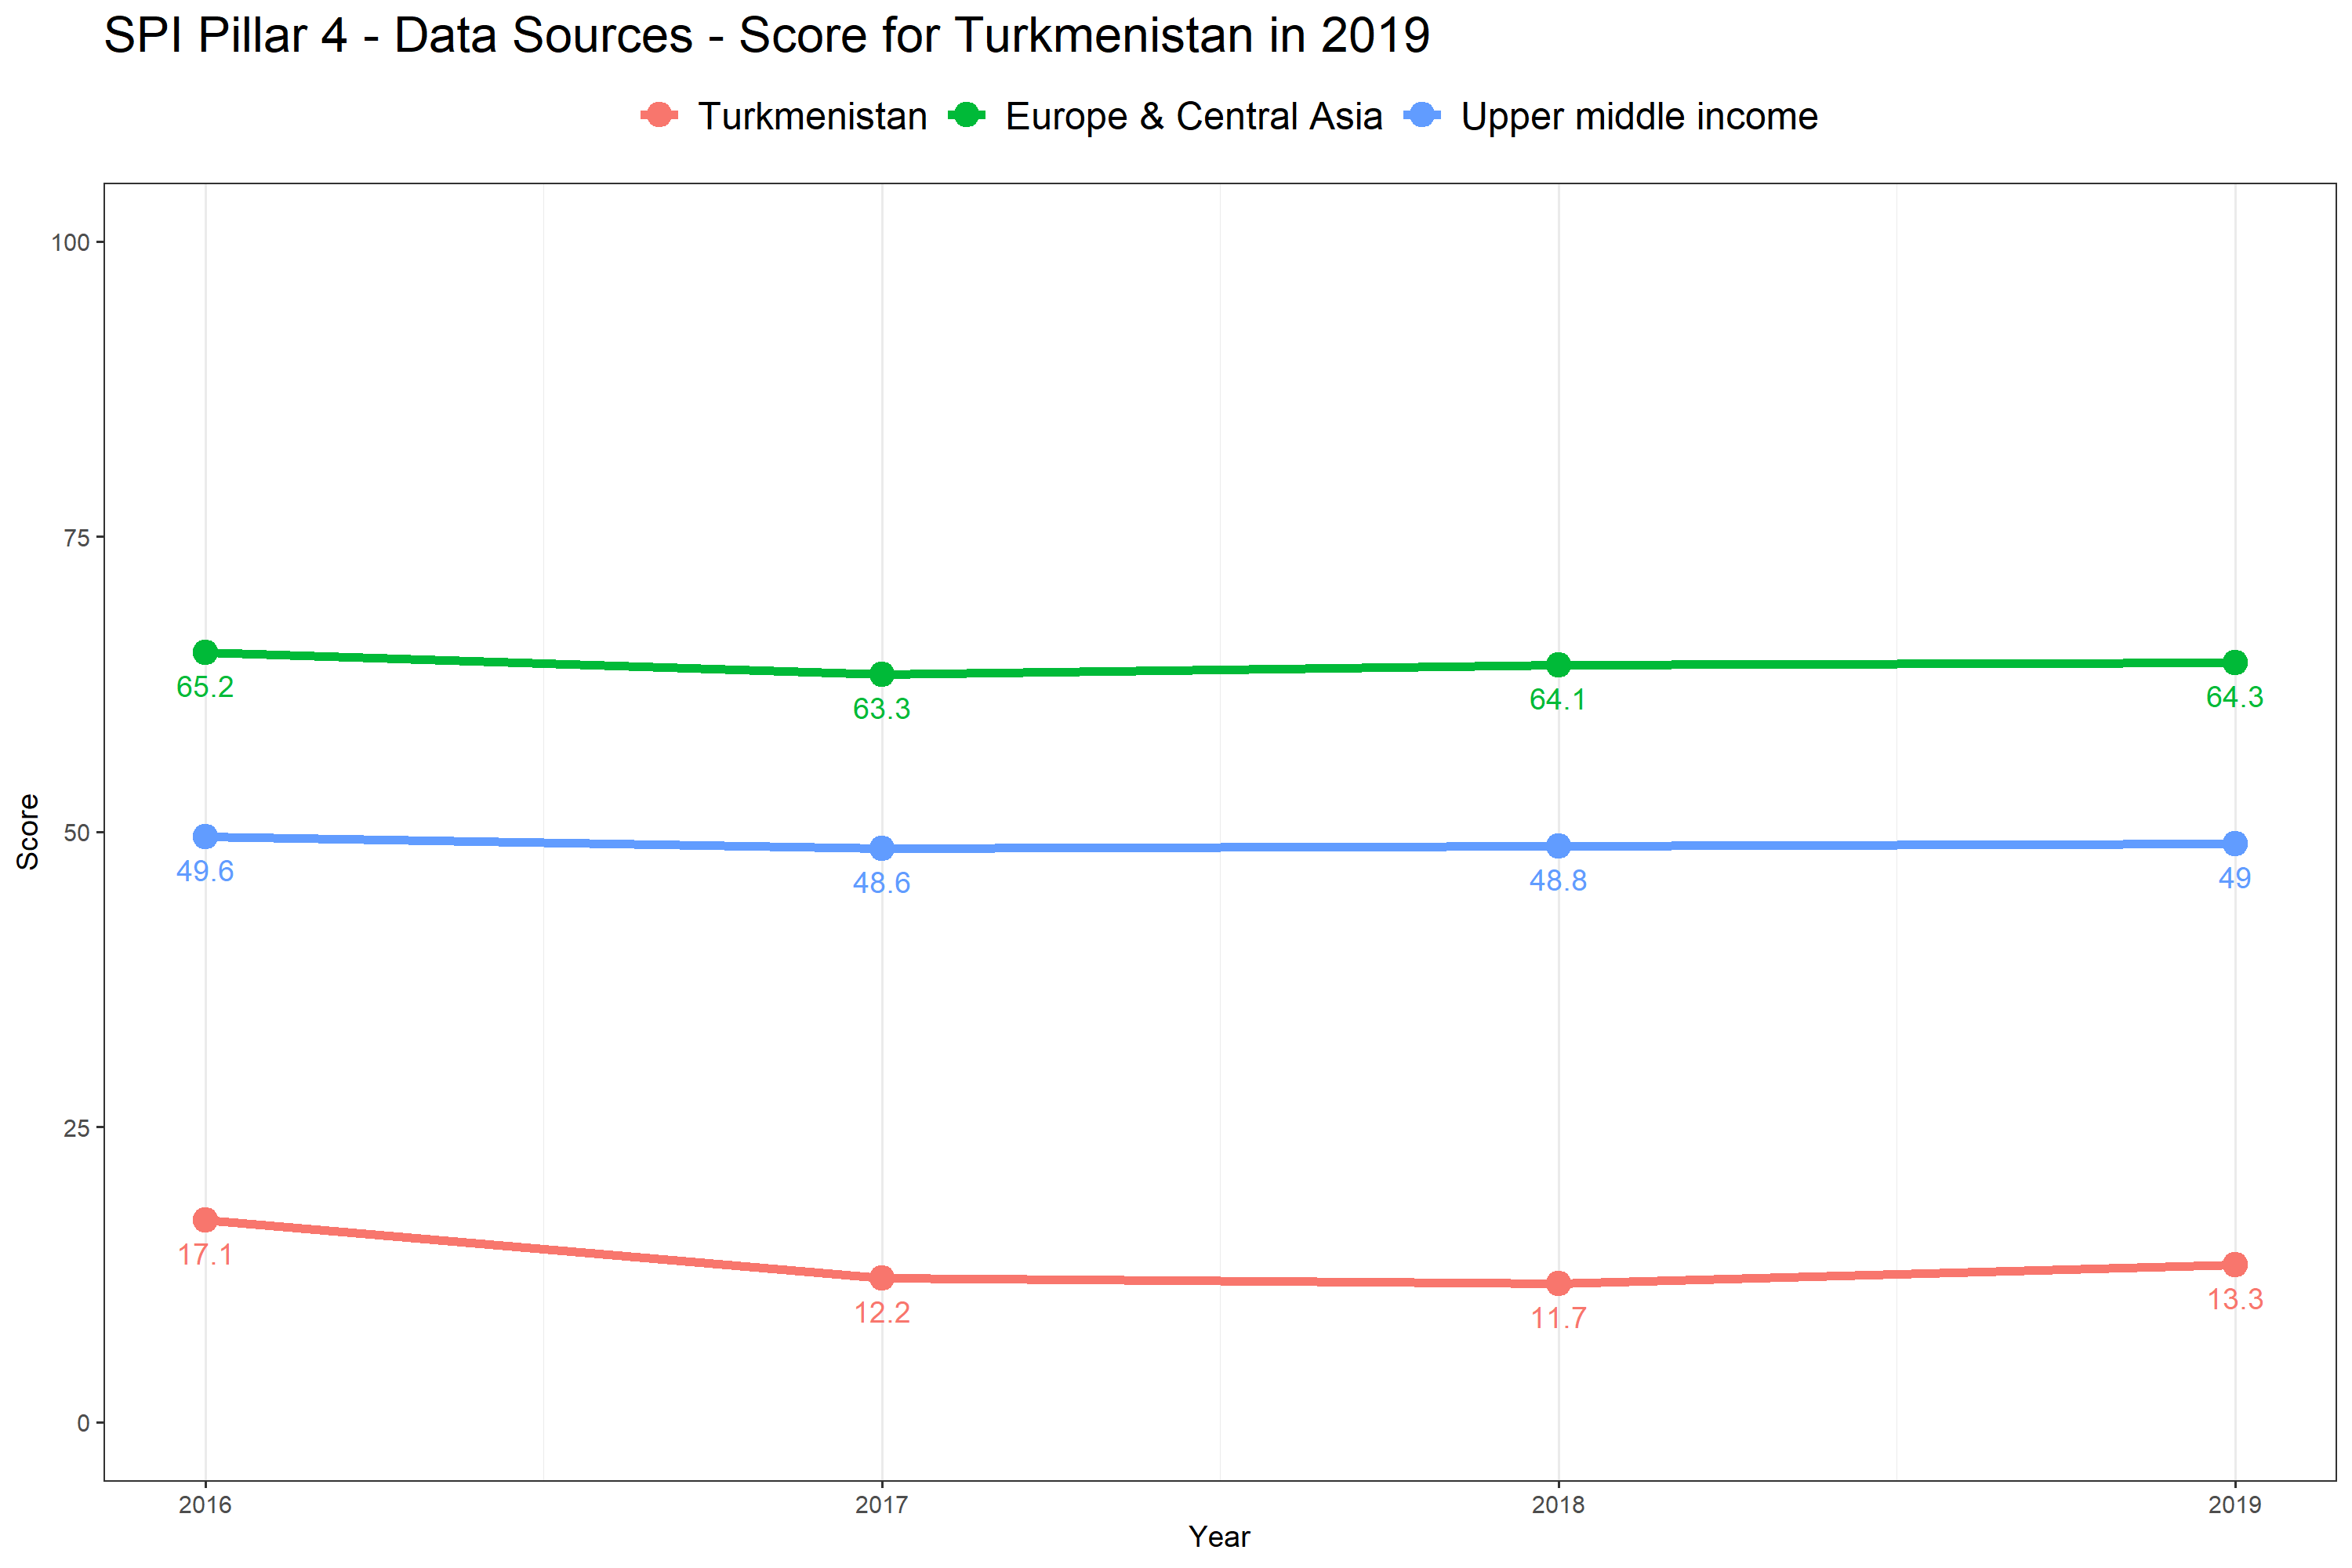 SPI Pillar 4 - Data Sources - Score for Turkmenistan in 2019
Turkmenistan Europe & Central Asia Upper middle income
100
75
50
25
0
Score
65.2 63.3 64.1 64.3
49.6 48.6 48.8 49
17.1 12.2 11.7 13.3
2016 2017 2018 2019
Year